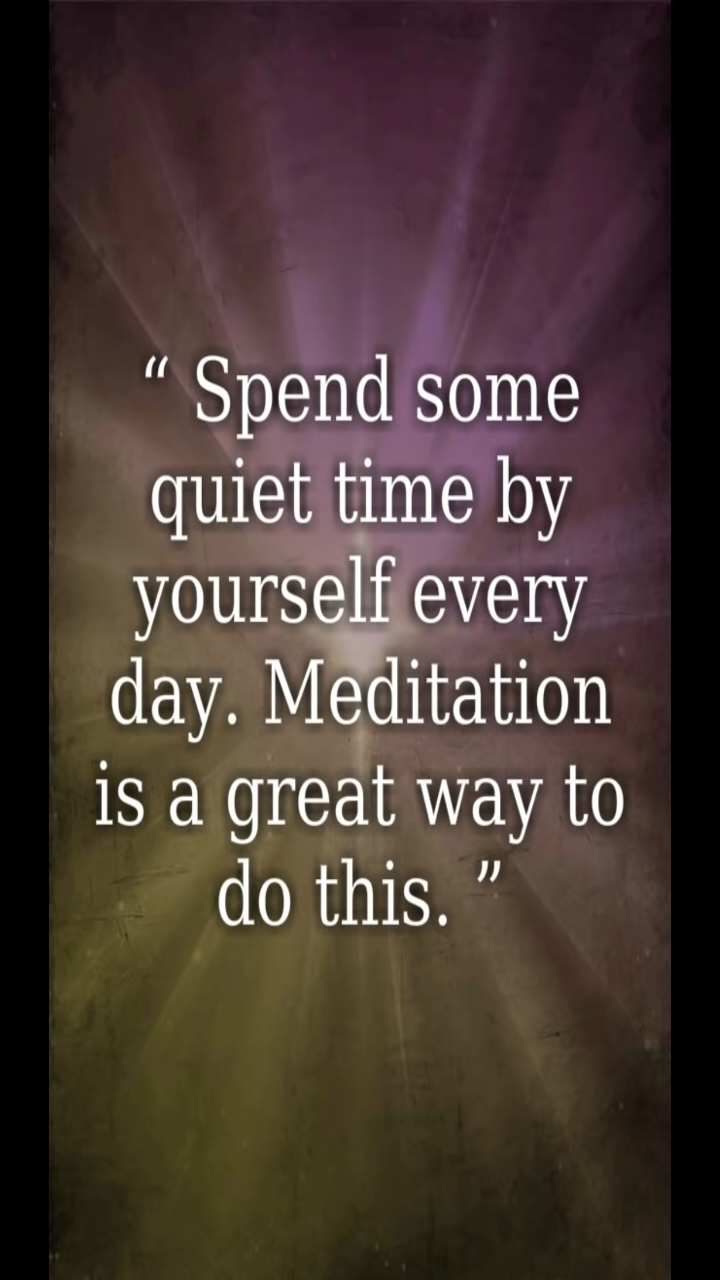 “ Spend some
quiet time by
yourself every
day. Meditation
is a great way to
do this. ”